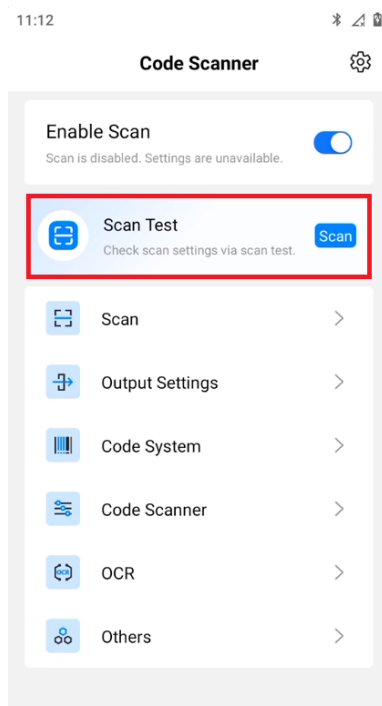 11:12
Code Scanner
Enable Scan
Scan is disabled. Settings are unavailable.
Scan Test
Check scan settings via scan test.
Scan
Scan
Output Settings
Code System
Code Scanner
OCR
OCR
Others